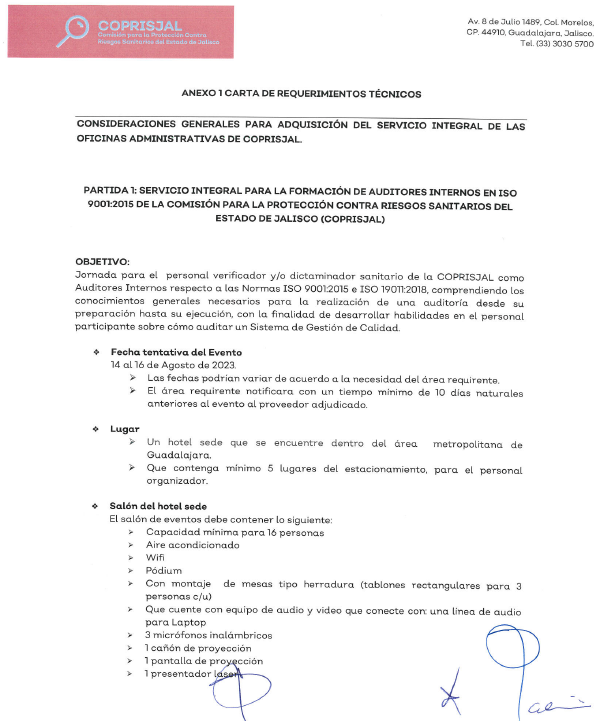 COPRISJAL
Comisión para la Protección Contra
Riesgos Sanitarios del Estado de Jalisco
Av. 8 de Julio 1489, Col. Morelos,
CP. 44910, Guadalajara, Jalisco.
Tel. (33) 3030 5700
ANEXO 1 CARTA DE REQUERIMIENTOS TÉCNICOS
CONSIDERACIONES GENERALES PARA ADQUISICIÓN DEL SERVICIO INTEGRAL DE LAS
OFICINAS ADMINISTRATIVAS DE COPRISJAL.
PARTIDA 1: SERVICIO INTEGRAL PARA LA FORMACIÓN DE AUDITORES INTERNOS EN ISO
9001:2015 DE LA COMISIÓN PARA LA PROTECCIÓN CONTRA RIESGOS SANITARIOS DEL
ESTADO DE JALISCO (COPRISJAL)
OBJETIVO:
Jornada para el personal verificador y/o dictaminador sanitario de la COPRISJAL como
Auditores Internos respecto a las Normas ISO 9001:2015 e ISO 19011:2018, comprendiendo los
conocimientos generales necesarios para la realización de una auditoría desde su
preparación hasta su ejecución, con la finalidad de desarrollar habilidades en el personal
participante sobre cómo auditar un Sistema de Gestión de Calidad.
❖ Fecha tentativa del Evento
14 al 16 de Agosto de 2023.
➢ Las fechas podrían variar de acuerdo a la necesidad del área requirente.
➢ El área requirente notificara con un tiempo mínimo de 10 días naturales
anteriores al evento al proveedor adjudicado.
❖ Lugar
➢ Un hotel sede que se encuentre dentro del área metropolitana de
Guadalajara.
➢ Que contenga mínimo 5 lugares del estacionamiento, para el personal
organizador.
❖ Salón del hotel sede
El salón de eventos debe contener lo siguiente:
➢ Capacidad mínima para 16 personas
➢ Aire acondicionado
➢ Wifi
➢ Pódium
➢ Con montaje de mesas tipo herradura (tablones rectangulares para 3
personas c/u)
➢ Que cuente con equipo de audio y video que conecte con: una línea de audio
para Laptop
➢ 3 micrófonos inalámbricos
➢ 1 cañón de proyección
➢ 1 pantalla de proyección
➢ 1 presentador láser